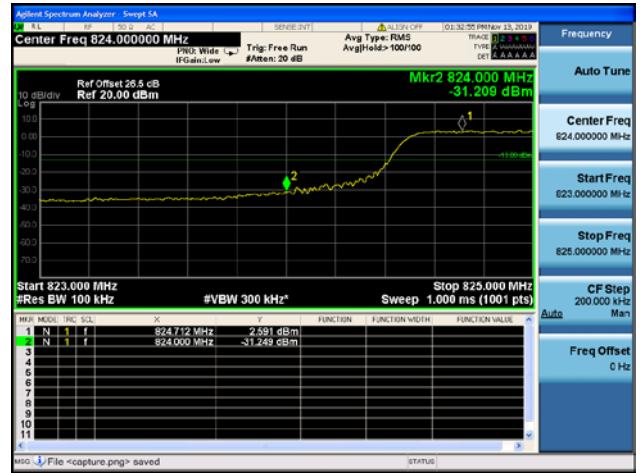 Agilent Spectrum Analyzer - Swept SA
RL RF 50 Ω AC SENSE:INT ALIGN OFF 01:32:55 PM Nov 13, 2019
Center Freq 824.000000 MHz
PNO: Wide
IFGain:Low
Trig: Free Run
#Atten: 20 dB
Avg Type: RMS
Avg|Hold:> 100/100
TRACE 1 2 3 4 5 6
TYPE
DET A A A A A A
Frequency
Auto Tune
Ref Offset 26.5 dB
10 dB/div Ref 20.00 dBm
Log
Mkr2 824.000 MHz
-31.209 dBm
10.0
0.00
-10.0
-20.0
-30.0
-40.0
-50.0
-60.0
-70.0
1
2
-13.00 dBm
Center Freq
824.000000 MHz
Start Freq
823.000000 MHz
Stop Freq
825.000000 MHz
CF Step
200.000 kHz
Auto Man
Freq Offset
0 Hz
Start 823.000 MHz Stop 825.000 MHz
#Res BW 100 kHz #VBW 300 kHz* Sweep 1.000 ms (1001 pts)
MKR MODE TRC SCL X Y FUNCTION FUNCTION WIDTH FUNCTION VALUE
1 N 1 f 824.712 MHz 2.591 dBm
2 N 1 f 824.000 MHz -31.249 dBm
3
4
5
6
7
8
9
10
11
MSG File <capture.png> saved STATUS